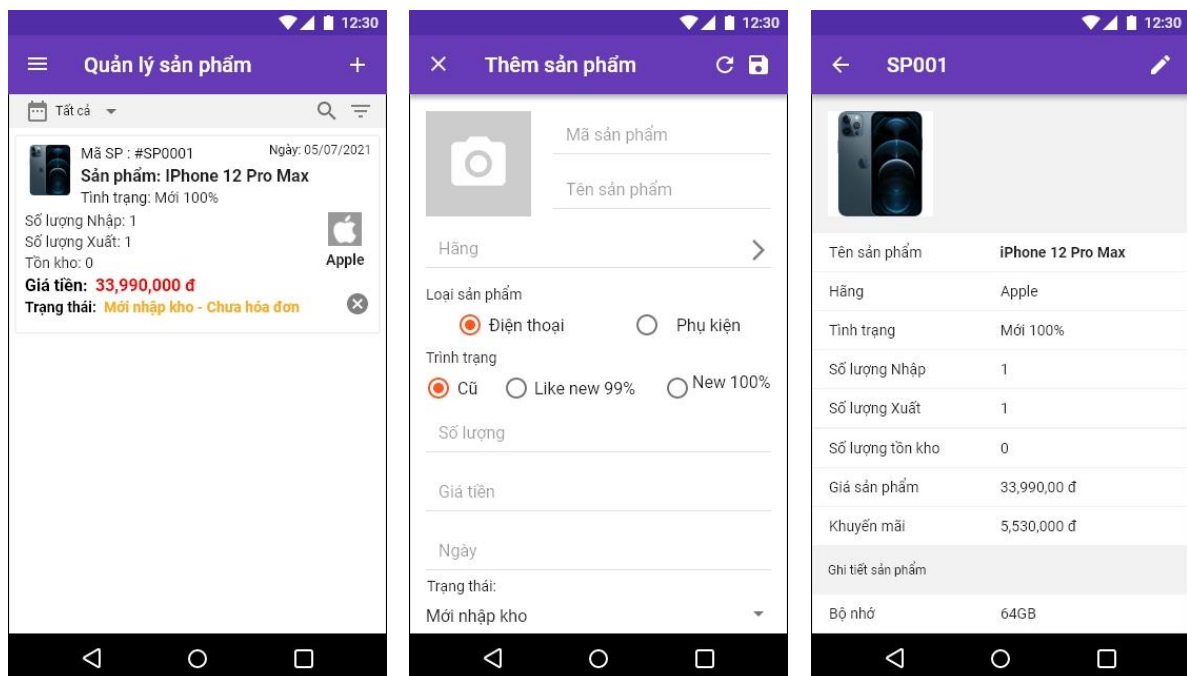 12:30
Quản lý sản phẩm
Tất cả
Mã SP : #SP0001
Ngày: 05/07/2021
Sản phẩm: IPhone 12 Pro Max
Tình trạng: Mới 100%
Số lượng Nhập: 1
Số lượng Xuất: 1
Tồn kho: 0
Apple
Giá tiền: 33,990,000 đ
Trạng thái: Mới nhập kho - Chưa hóa đơn
12:30
Thêm sản phẩm
Mã sản phẩm
Tên sản phẩm
Hãng
Loại sản phẩm
Điện thoại Phụ kiện
Trình trạng
Cũ Like new 99% New 100%
Số lượng
Giá tiền
Ngày
Trạng thái:
Mới nhập kho
12:30
SP001
Tên sản phẩm iPhone 12 Pro Max
Hãng Apple
Tình trạng Mới 100%
Số lượng Nhập 1
Số lượng Xuất 1
Số lượng tồn kho 0
Giá sản phẩm 33,990,00 đ
Khuyến mãi 5,530,000 đ
Ghi tiết sản phẩm
Bộ nhớ 64GB